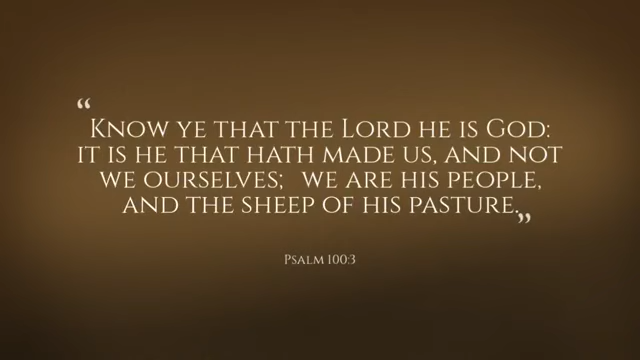 “Know ye that the Lord he is God:
it is he that hath made us, and not
we ourselves; we are his people,
and the sheep of his pasture.”
Psalm 100:3